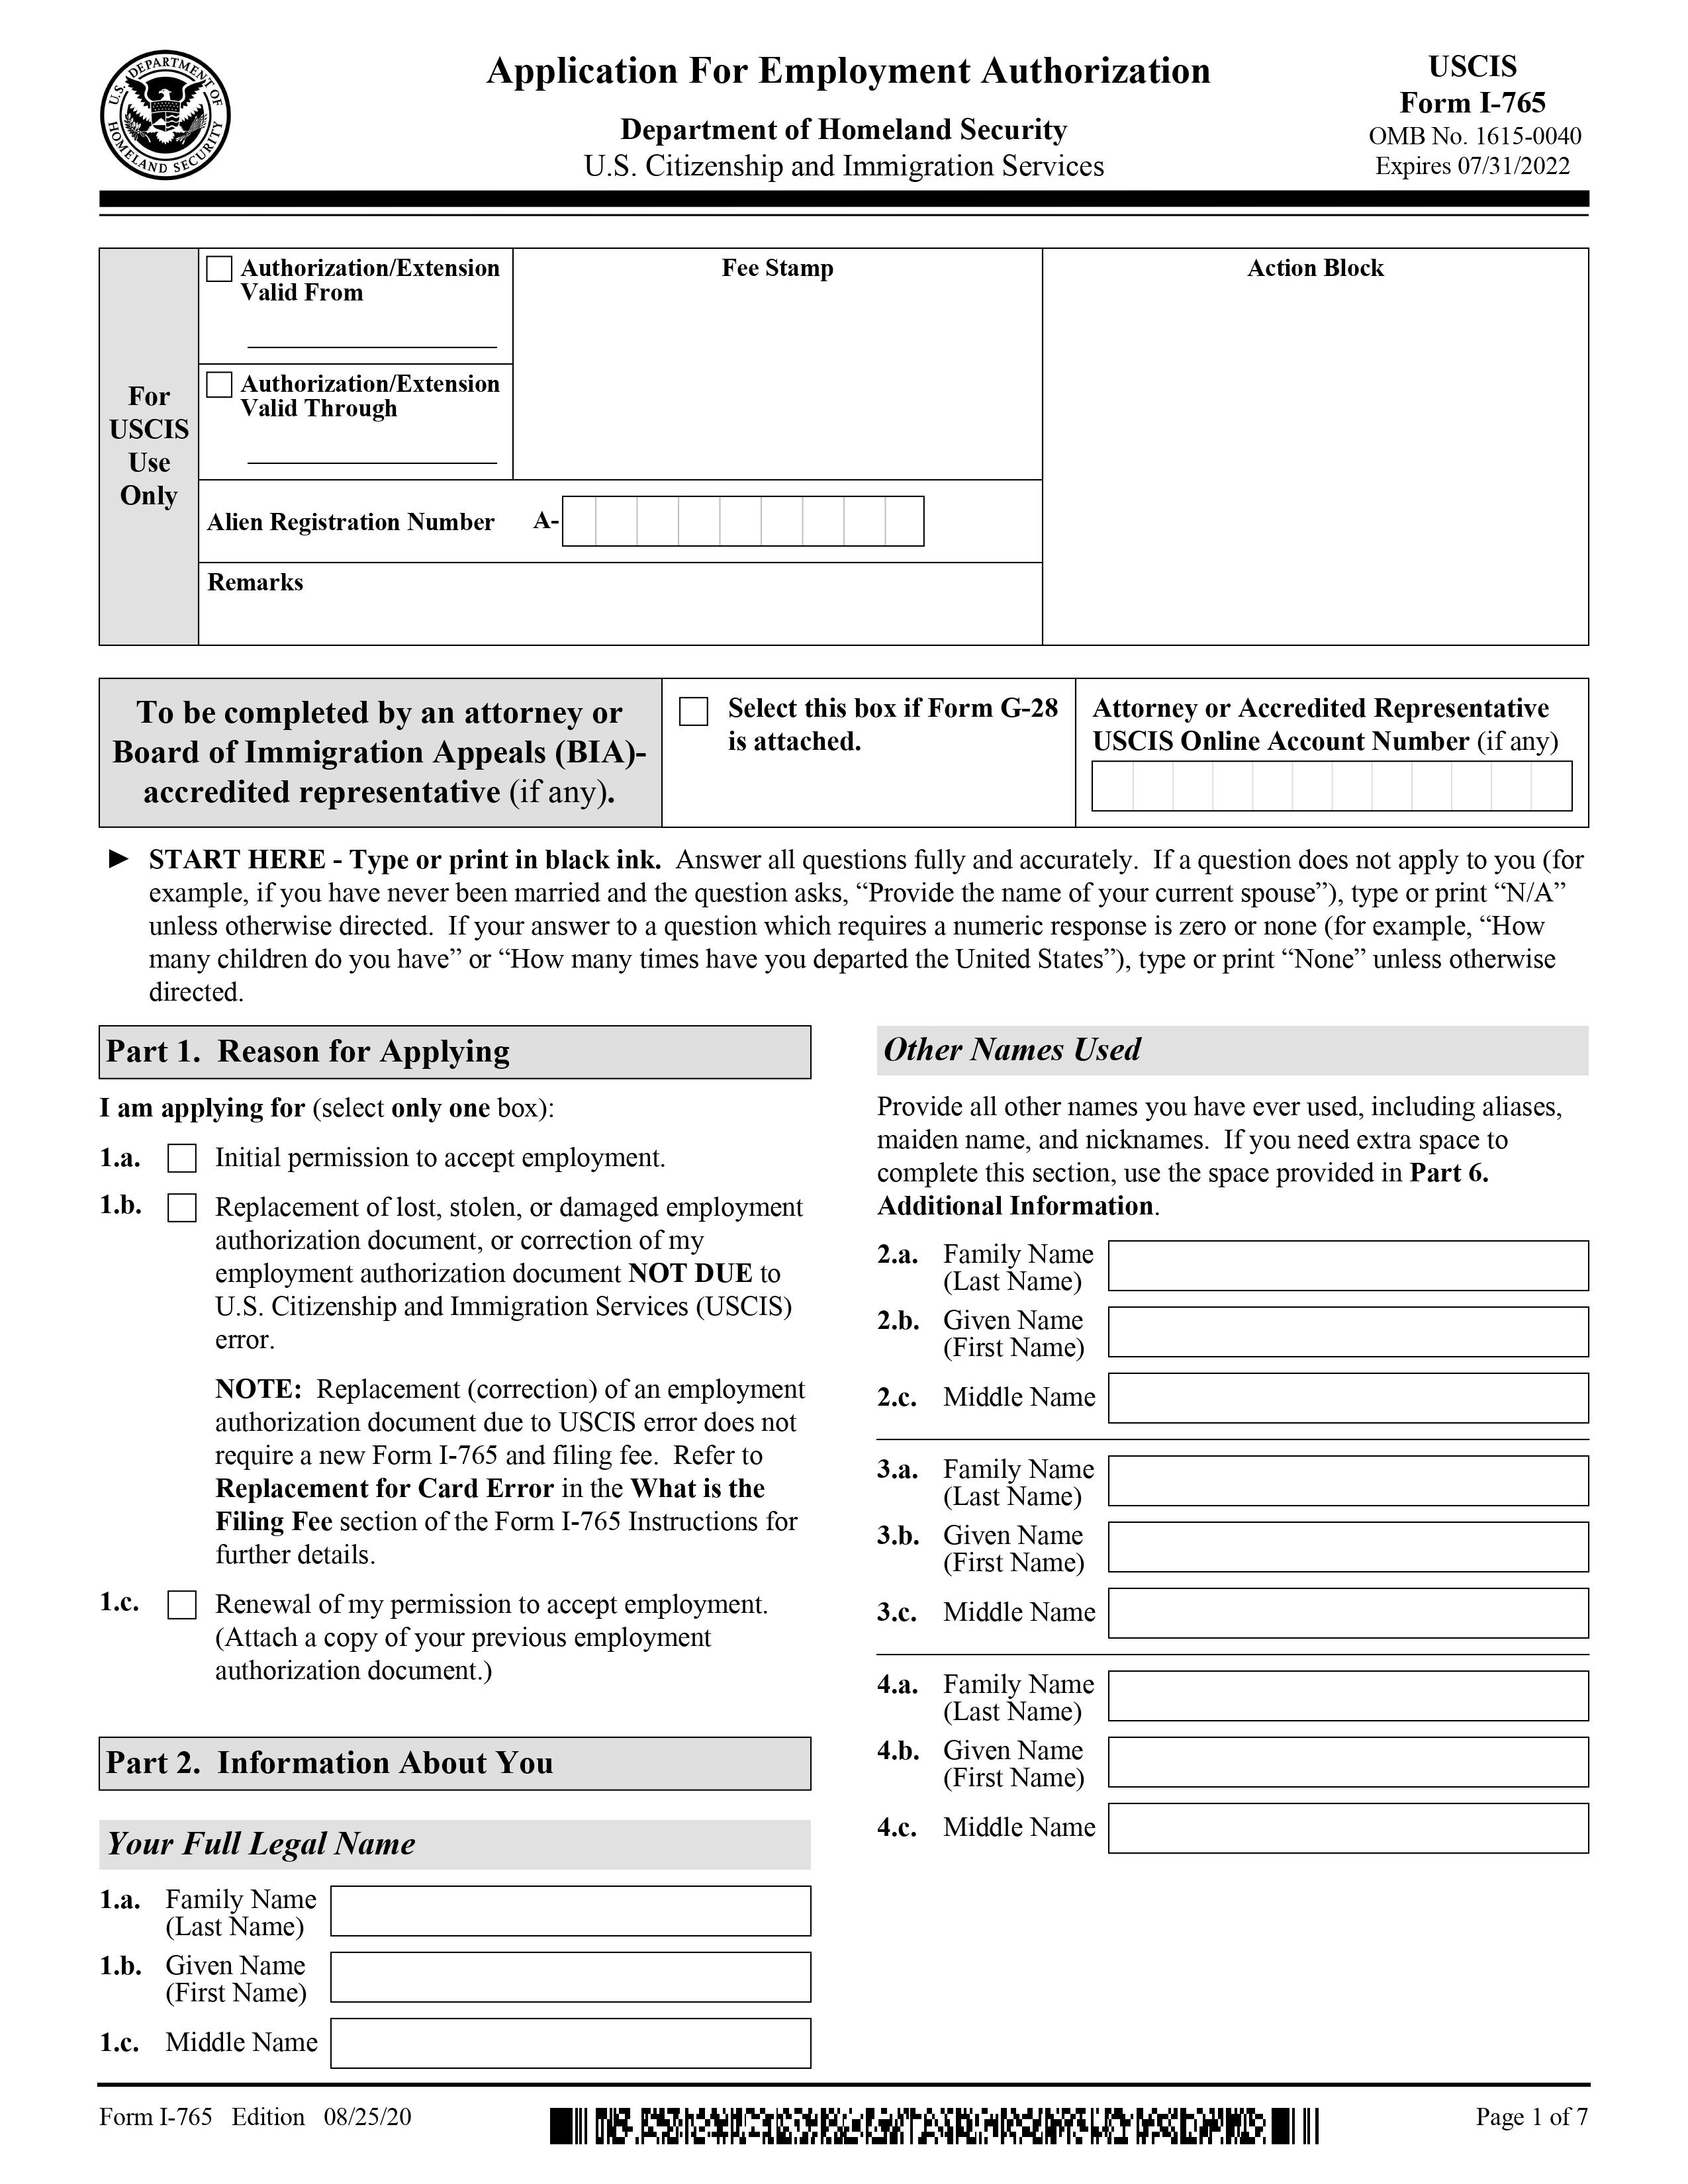 U.S. DEPARTMENT OF HOMELAND SECURITY
Application For Employment Authorization
Department of Homeland Security
U.S. Citizenship and Immigration Services
USCIS
Form I-765
OMB No. 1615-0040
Expires 07/31/2022
For
USCIS
Use
Only
Authorization/Extension
Valid From
Authorization/Extension
Valid Through
Fee Stamp
Action Block
Alien Registration Number A-
Remarks
To be completed by an attorney or
Board of Immigration Appeals (BIA)-
accredited representative (if any).
Select this box if Form G-28
is attached.
Attorney or Accredited Representative
USCIS Online Account Number (if any)
► START HERE - Type or print in black ink. Answer all questions fully and accurately. If a question does not apply to you (for
example, if you have never been married and the question asks, “Provide the name of your current spouse”), type or print “N/A”
unless otherwise directed. If your answer to a question which requires a numeric response is zero or none (for example, “How
many children do you have” or “How many times have you departed the United States”), type or print “None” unless otherwise
directed.
Part 1. Reason for Applying
I am applying for (select only one box):
1.a. Initial permission to accept employment.
1.b. Replacement of lost, stolen, or damaged employment
authorization document, or correction of my
employment authorization document NOT DUE to
U.S. Citizenship and Immigration Services (USCIS)
error.
NOTE: Replacement (correction) of an employment
authorization document due to USCIS error does not
require a new Form I-765 and filing fee. Refer to
Replacement for Card Error in the What is the
Filing Fee section of the Form I-765 Instructions for
further details.
1.c. Renewal of my permission to accept employment.
(Attach a copy of your previous employment
authorization document.)
Part 2. Information About You
Your Full Legal Name
1.a. Family Name
(Last Name)
1.b. Given Name
(First Name)
1.c. Middle Name
Other Names Used
Provide all other names you have ever used, including aliases,
maiden name, and nicknames. If you need extra space to
complete this section, use the space provided in Part 6.
Additional Information.
2.a. Family Name
(Last Name)
2.b. Given Name
(First Name)
2.c. Middle Name
3.a. Family Name
(Last Name)
3.b. Given Name
(First Name)
3.c. Middle Name
4.a. Family Name
(Last Name)
4.b. Given Name
(First Name)
4.c. Middle Name
Form I-765 Edition 08/25/20
Page 1 of 7